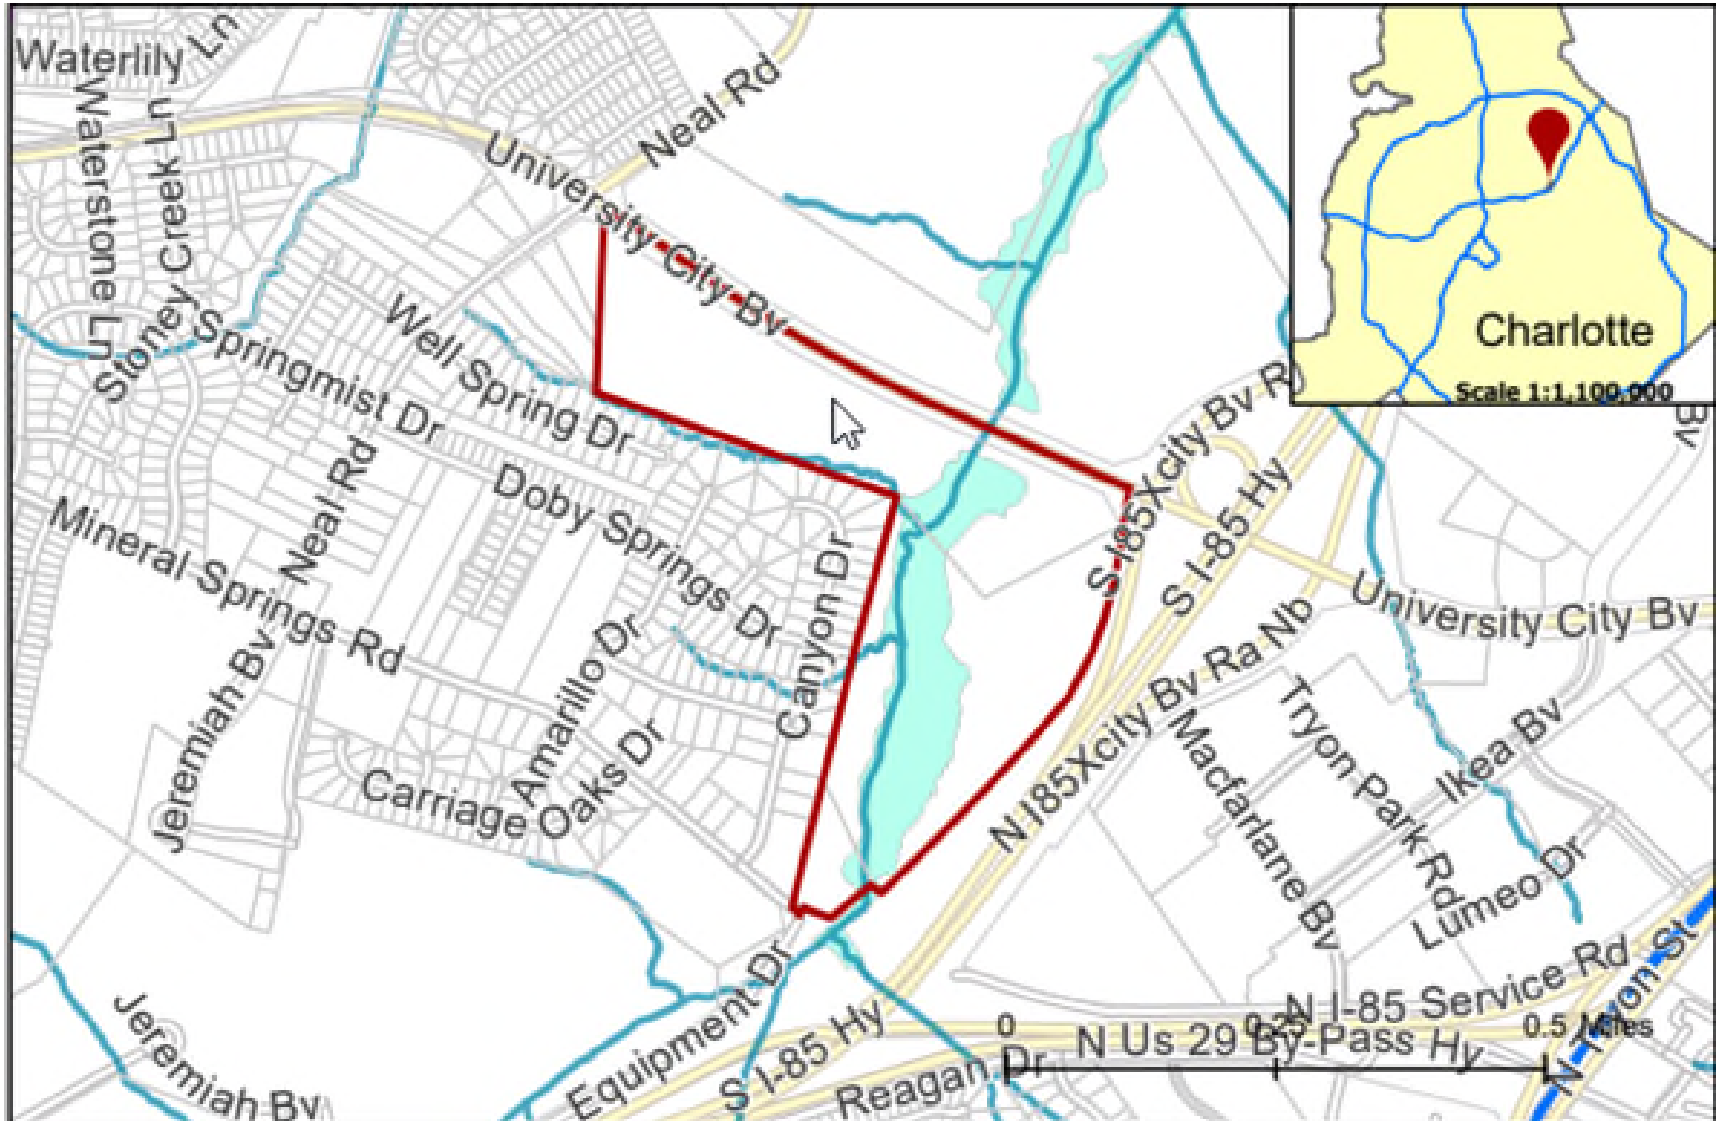 Waterlily Ln
Neal Rd
Waterstone Ln
Stoney Creek Ln
University City Bv
Charlotte
Scale 1:1,100,000
Well Spring Dr
Springmist Dr
S I85Xcity Bv R
Bv
Neal Rd
Doby Springs Dr
S I-85 Hy
Mineral Springs Rd
Canyon Dr
University City Bv
Jeremiah Bv
Amarillo Dr
N I85Xcity Bv Ra Nb
Carriage Oaks Dr
Macfarlane Bv
Tryon Park Rd
Ikea Bv
Lumeo Dr
Equipment Dr
Jeremiah Bv
S I-85 Hy
N I-85 Service Rd
N Tryon St
0
0.5 Miles
N Us 29 By-Pass Hy
Reagan Dr